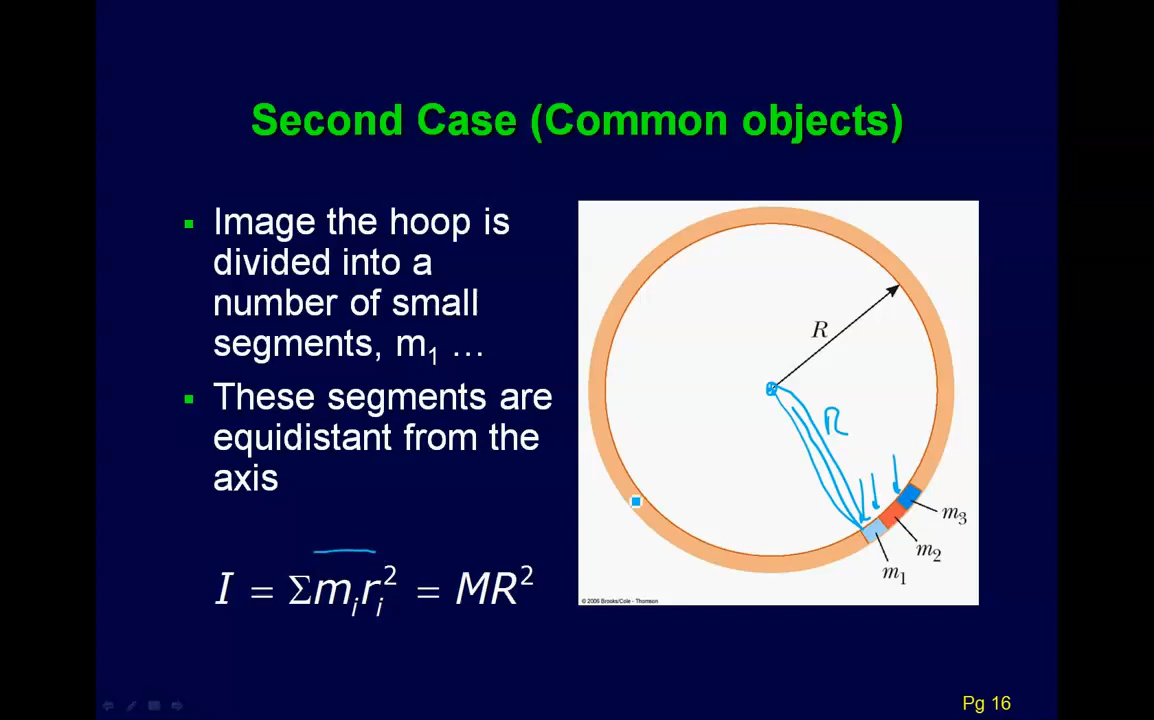 Second Case (Common objects)
▪ Image the hoop is
divided into a
number of small
segments, m₁ …
▪ These segments are
equidistant from the
axis
I = Σmᵢrᵢ² = MR²
R
R
m₃
m₂
m₁
© 2006 Brooks/Cole - Thomson
Pg 16